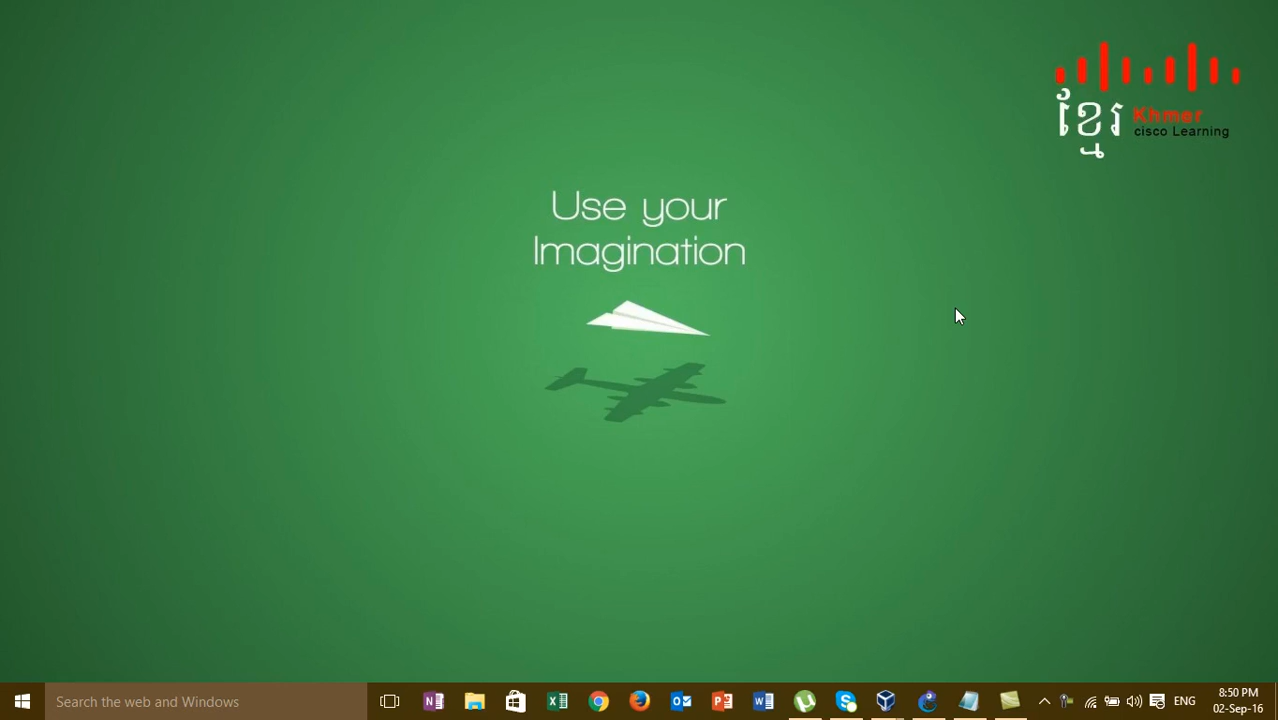 ខ្មែរ
Khmer
cisco Learning
Use your
Imagination
Search the web and Windows
ENG
8:50 PM
02-Sep-16